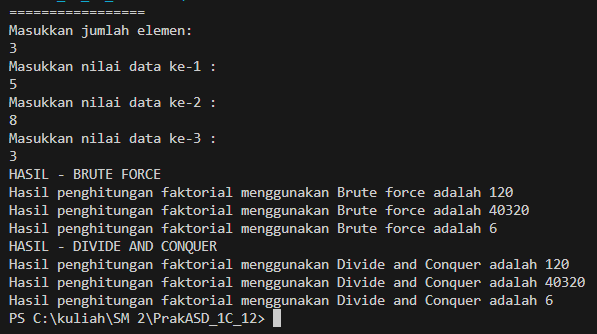 =================
Masukkan jumlah elemen:
3
Masukkan nilai data ke-1 :
5
Masukkan nilai data ke-2 :
8
Masukkan nilai data ke-3 :
3
HASIL - BRUTE FORCE
Hasil penghitungan faktorial menggunakan Brute force adalah 120
Hasil penghitungan faktorial menggunakan Brute force adalah 40320
Hasil penghitungan faktorial menggunakan Brute force adalah 6
HASIL - DIVIDE AND CONQUER
Hasil penghitungan faktorial menggunakan Divide and Conquer adalah 120
Hasil penghitungan faktorial menggunakan Divide and Conquer adalah 40320
Hasil penghitungan faktorial menggunakan Divide and Conquer adalah 6
PS C:\kuliah\SM 2\PrakASD_1C_12>